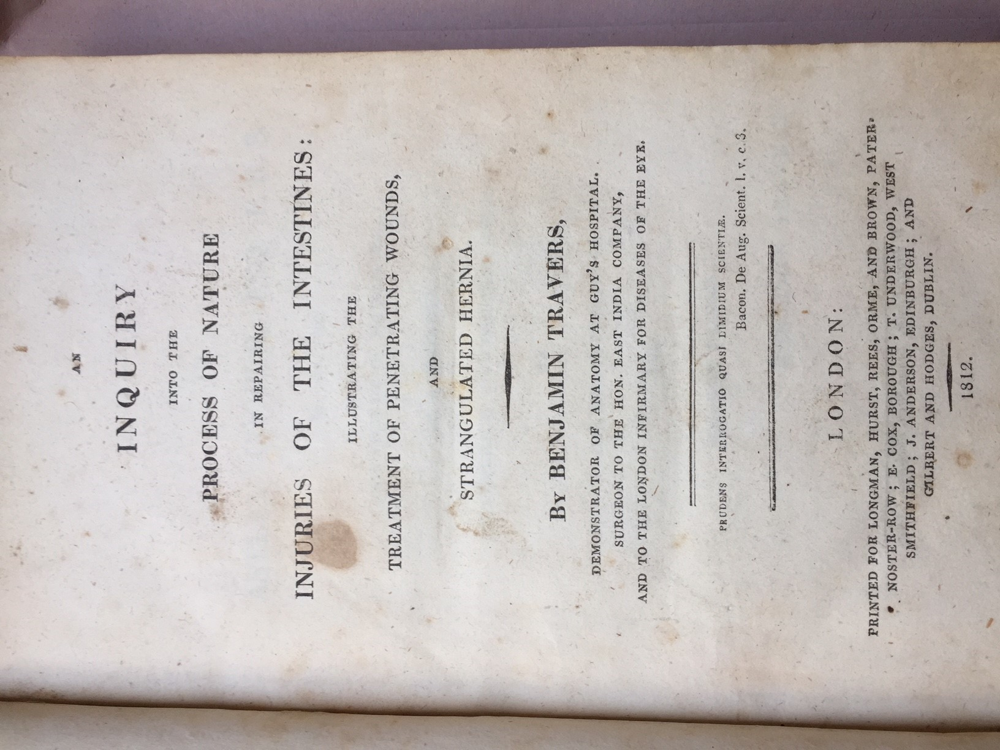 AN
INQUIRY
INTO THE
PROCESS OF NATURE
IN REPAIRING
INJURIES OF THE INTESTINES:
ILLUSTRATING THE
TREATMENT OF PENETRATING WOUNDS,
AND
STRANGULATED HERNIA.
BY BENJAMIN TRAVERS,
DEMONSTRATOR OF ANATOMY AT GUY'S HOSPITAL.
SURGEON TO THE HON. EAST INDIA COMPANY,
AND TO THE LONDON INFIRMARY FOR DISEASES OF THE EYE.
PRUDENS INTERROGATIO QUASI DIMIDIUM SCIENTIÆ.
Bacon. De Aug. Scient. l. v, c. 3.
LONDON:
PRINTED FOR LONGMAN, HURST, REES, ORME, AND BROWN, PATER-
NOSTER-ROW; E. COX, BOROUGH; T. UNDERWOOD, WEST
SMITHFIELD; J. ANDERSON, EDINBURGH; AND
GILBERT AND HODGES, DUBLIN.
1812.